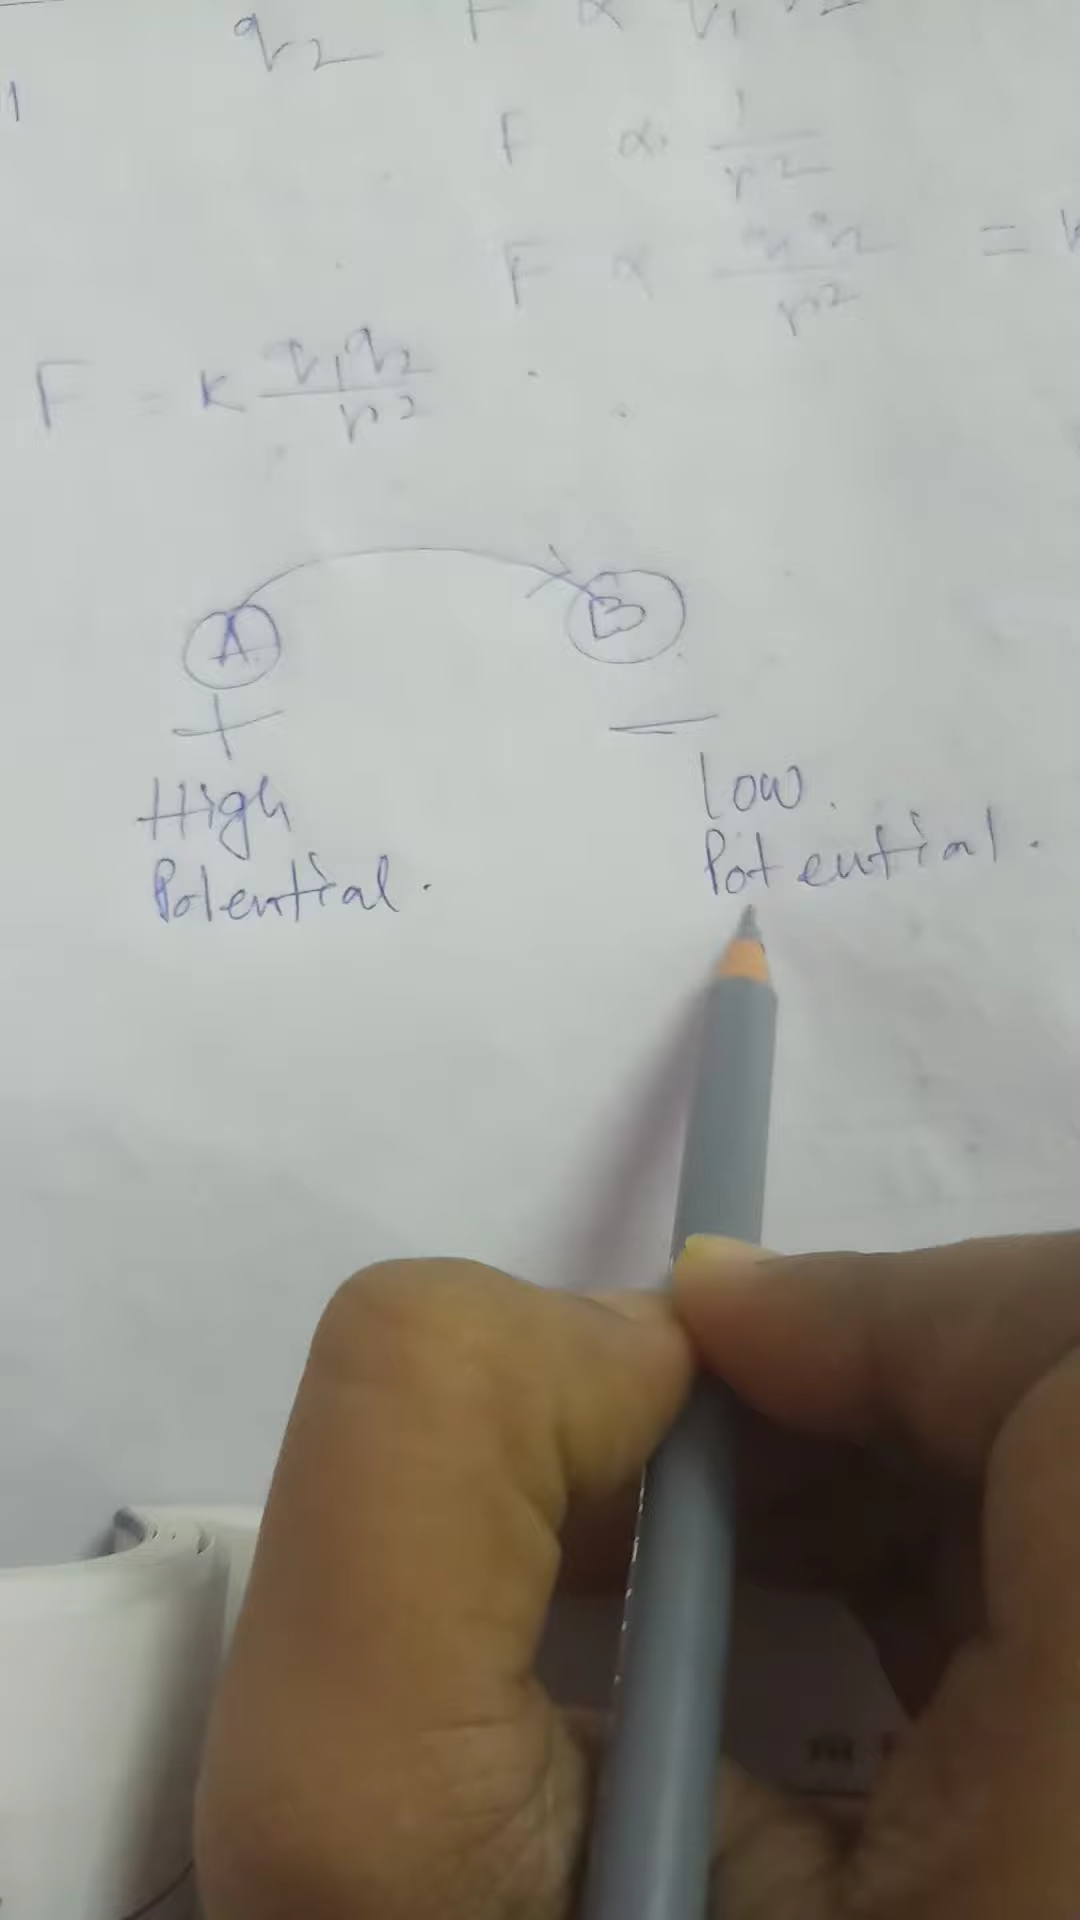 q2
F ∝ 1/r2
F ∝ q1q2/r2 =
F = K q1q2/r2
A B
+ −
High Low.
Potential. Potential.